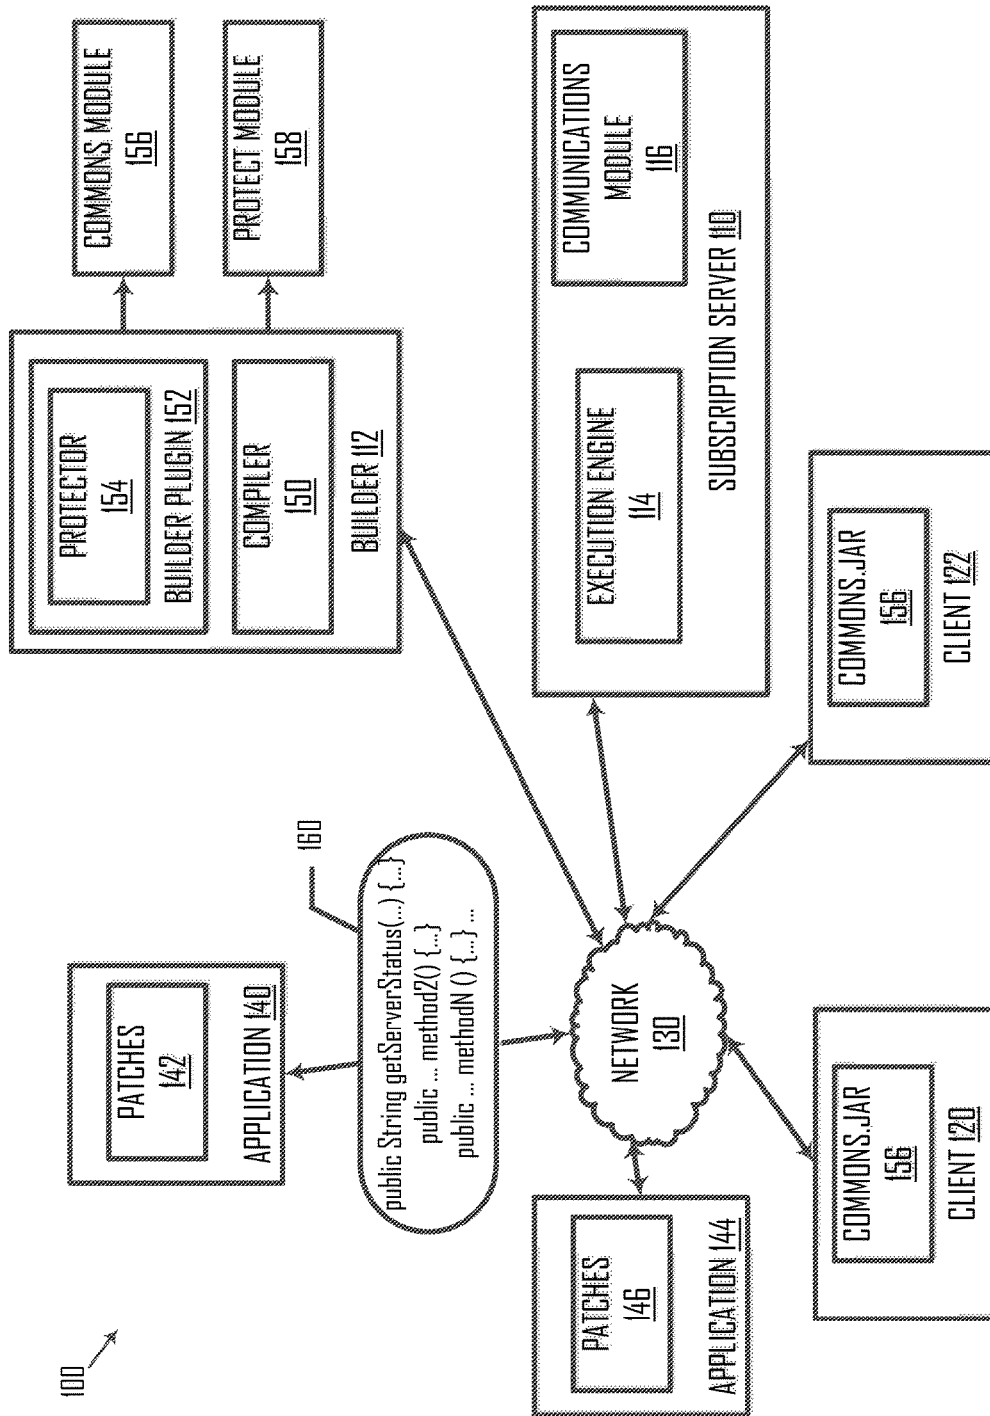 100
PATCHES
142
APPLICATION 140
160
public String getServerStatus(...) {...}
public ... method2() {...}
public ... methodN () {...} ...
PROTECTOR
154
BUILDER PLUGIN 152
COMPILER
150
BUILDER 112
COMMONS MODULE
156
PROTECT MODULE
158
PATCHES
146
APPLICATION 144
NETWORK
130
EXECUTION ENGINE
114
COMMUNICATIONS
MODULE
116
SUBSCRIPTION SERVER 110
COMMONS.JAR
156
CLIENT 120
COMMONS.JAR
156
CLIENT 122